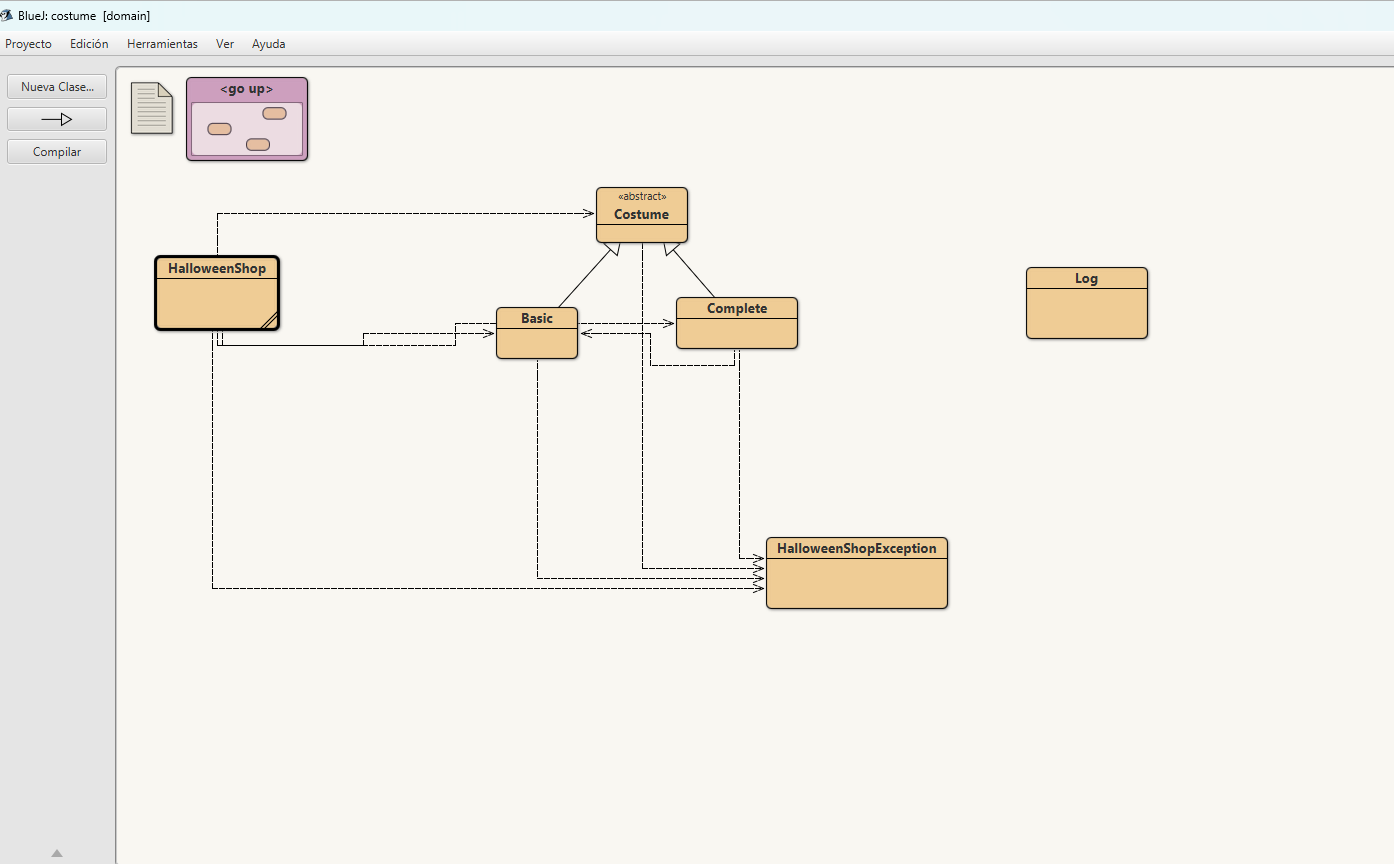 BlueJ: costume [domain]
Proyecto Edición Herramientas Ver Ayuda
Nueva Clase...
Compilar
<go up>
«abstract»
Costume
HalloweenShop
Log
Basic
Complete
HalloweenShopException